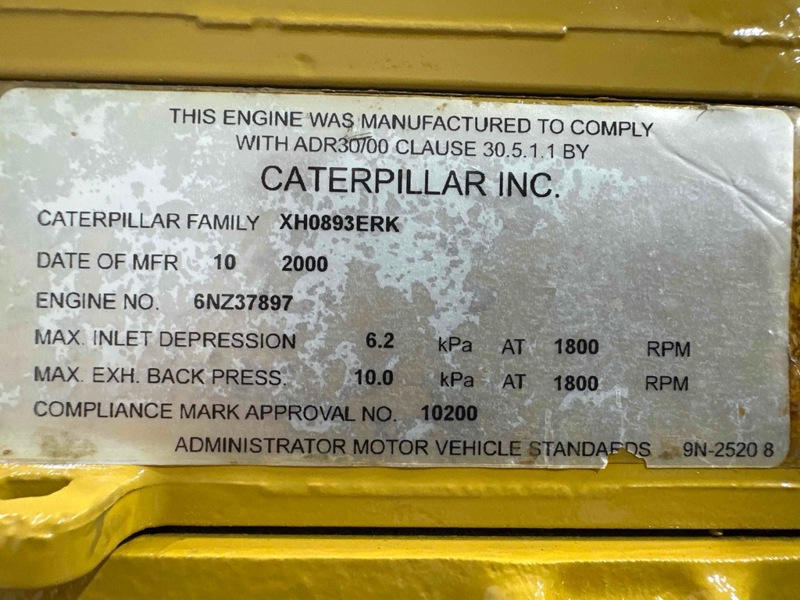 THIS ENGINE WAS MANUFACTURED TO COMPLY
WITH ADR30/00 CLAUSE 30.5.1.1 BY
CATERPILLAR INC.
CATERPILLAR FAMILY XH0893ERK
DATE OF MFR 10 2000
ENGINE NO. 6NZ37897
MAX. INLET DEPRESSION 6.2 kPa AT 1800 RPM
MAX. EXH. BACK PRESS. 10.0 kPa AT 1800 RPM
COMPLIANCE MARK APPROVAL NO. 10200
ADMINISTRATOR MOTOR VEHICLE STANDARDS 9N-2520 8